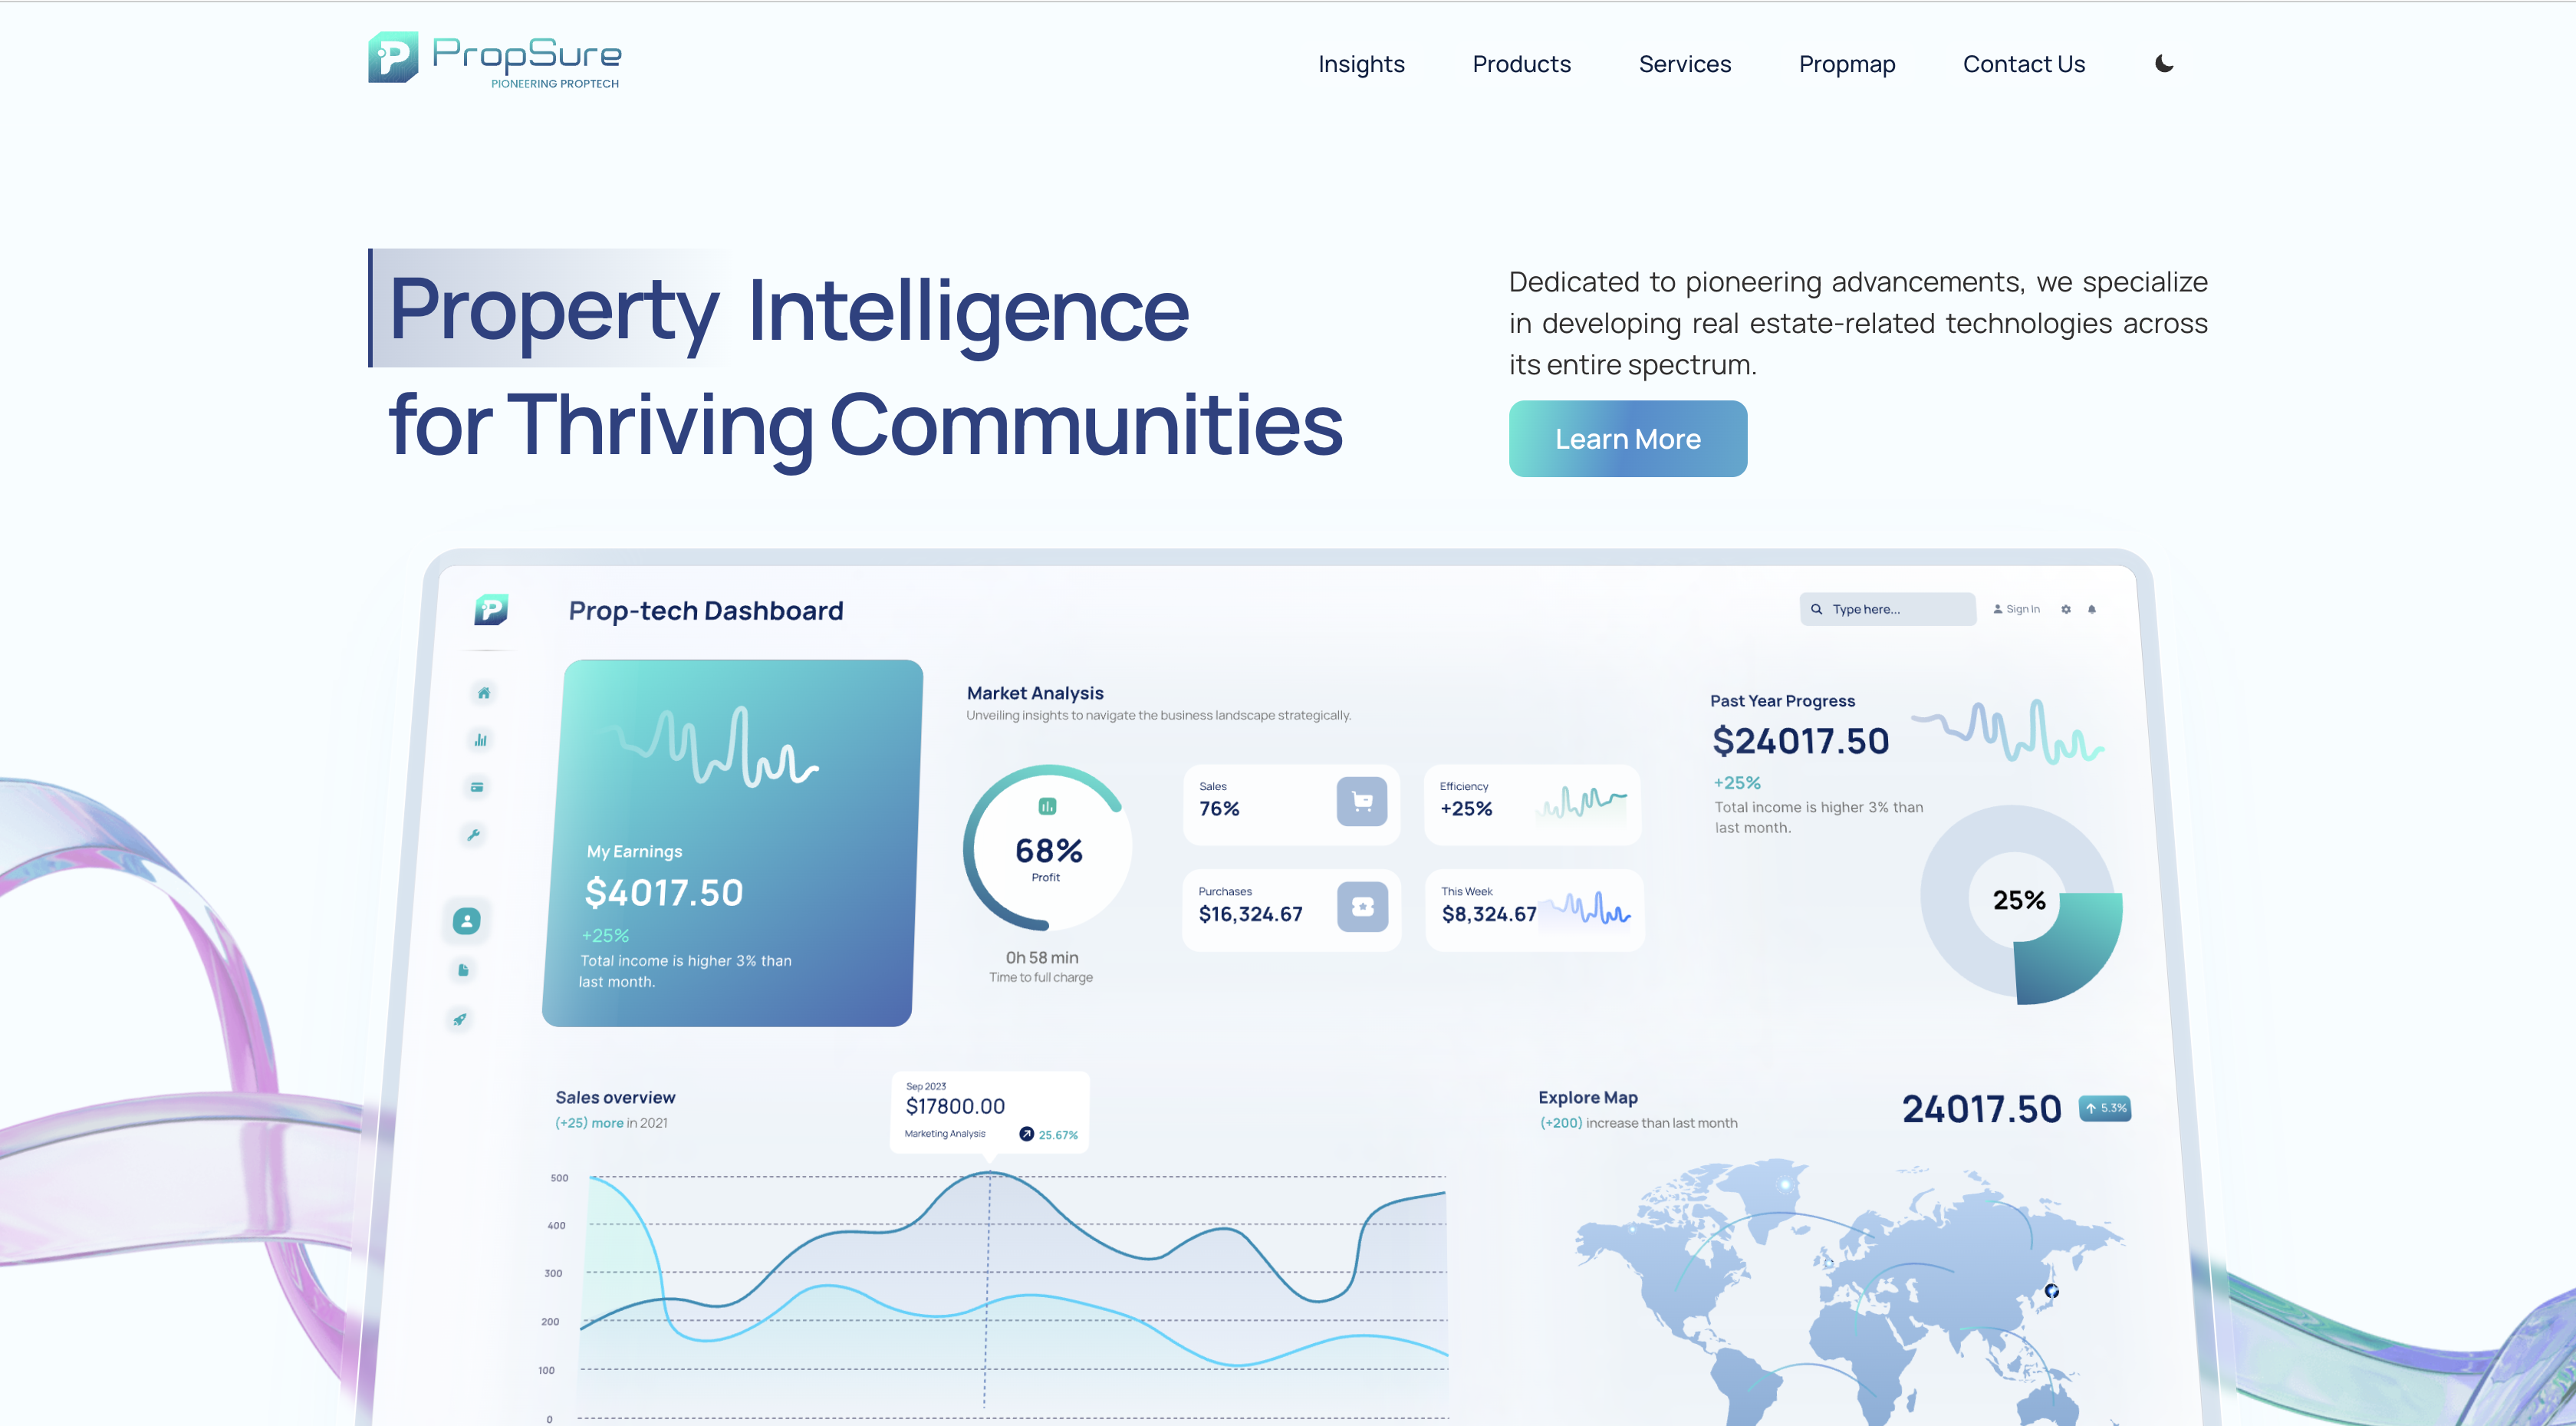 PropSure
PIONEERING PROPTECH
Insights
Products
Services
Propmap
Contact Us
Property Intelligence
for Thriving Communities
Dedicated to pioneering advancements, we specialize
in developing real estate-related technologies across
its entire spectrum.
Learn More
Prop-tech Dashboard
Type here...
Sign In
My Earnings
$4017.50
+25%
Total income is higher 3% than
last month.
Market Analysis
Unveiling insights to navigate the business landscape strategically.
68%
Profit
0h 58 min
Time to full charge
Sales
76%
Efficiency
+25%
Purchases
$16,324.67
This Week
$8,324.67
Past Year Progress
$24017.50
+25%
Total income is higher 3% than
last month.
25%
Sales overview
(+25) more in 2021
Sep 2023
$17800.00
Marketing Analysis
25.67%
500
400
300
200
100
0
Explore Map
(+200) increase than last month
24017.50
5.3%